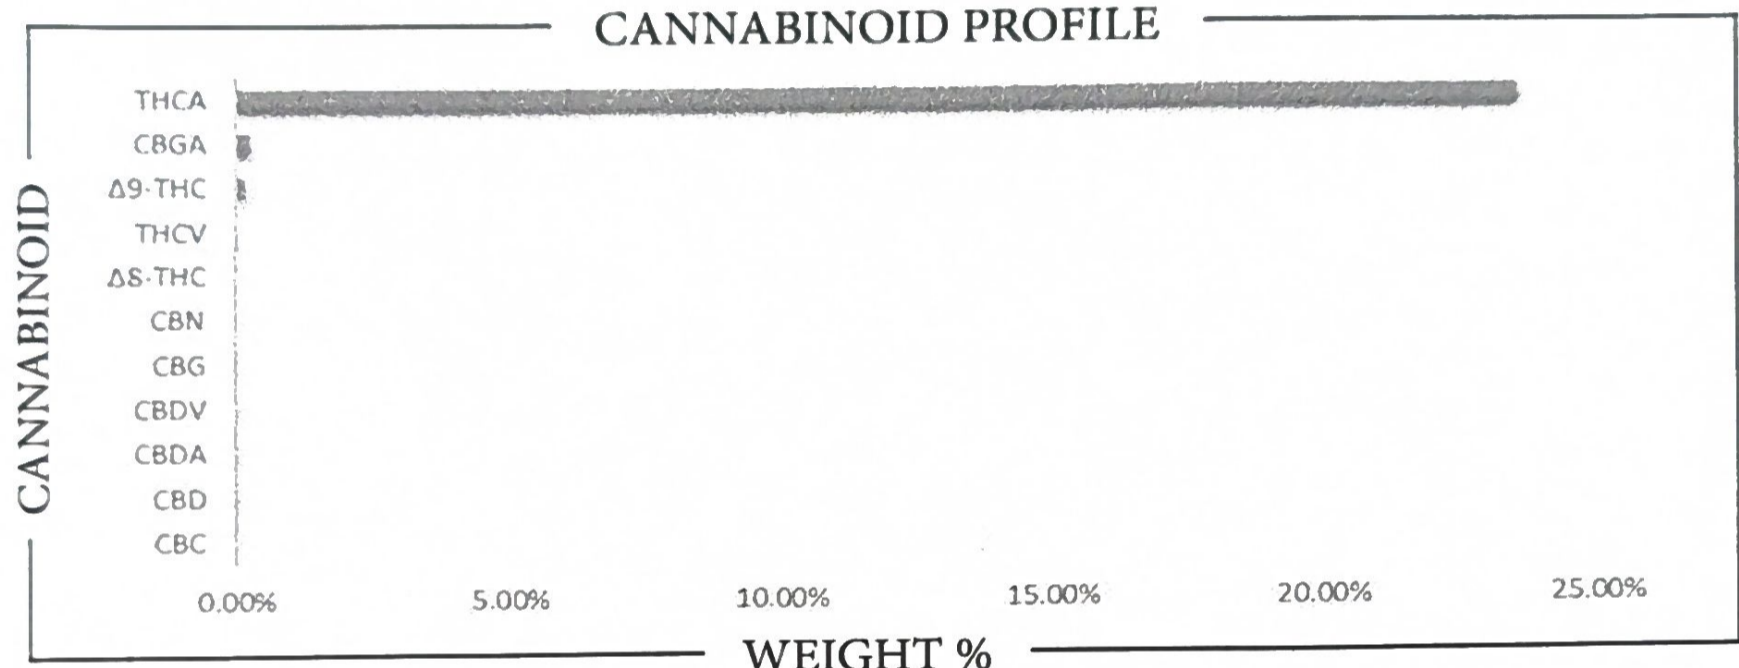 CANNABINOID PROFILE
CANNABINOID
THCA
CBGA
Δ9-THC
THCV
Δ8-THC
CBN
CBG
CBDV
CBDA
CBD
CBC
0.00% 5.00% 10.00% 15.00% 20.00% 25.00%
WEIGHT %